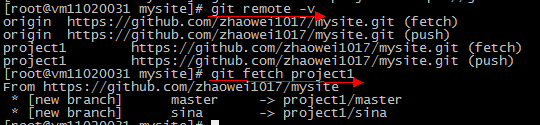 [root@vm11020031 mysite]# git remote -v
origin  https://github.com/zhaowei1017/mysite.git (fetch)
origin  https://github.com/zhaowei1017/mysite.git (push)
project1        https://github.com/zhaowei1017/mysite.git (fetch)
project1        https://github.com/zhaowei1017/mysite.git (push)
[root@vm11020031 mysite]# git fetch project1
From https://github.com/zhaowei1017/mysite
 * [new branch]      master     -> project1/master
 * [new branch]      sina       -> project1/sina